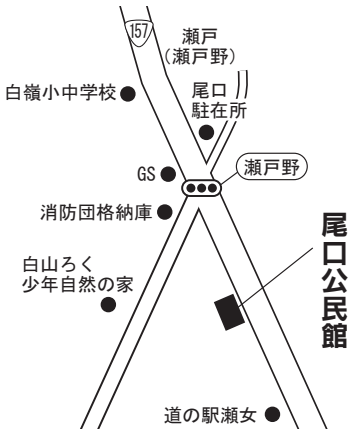 157
瀬戸
(瀬戸野)
白嶺小中学校
尾口
駐在所
GS
瀬戸野
消防団格納庫
尾口公民館
白山ろく
少年自然の家
道の駅瀬女